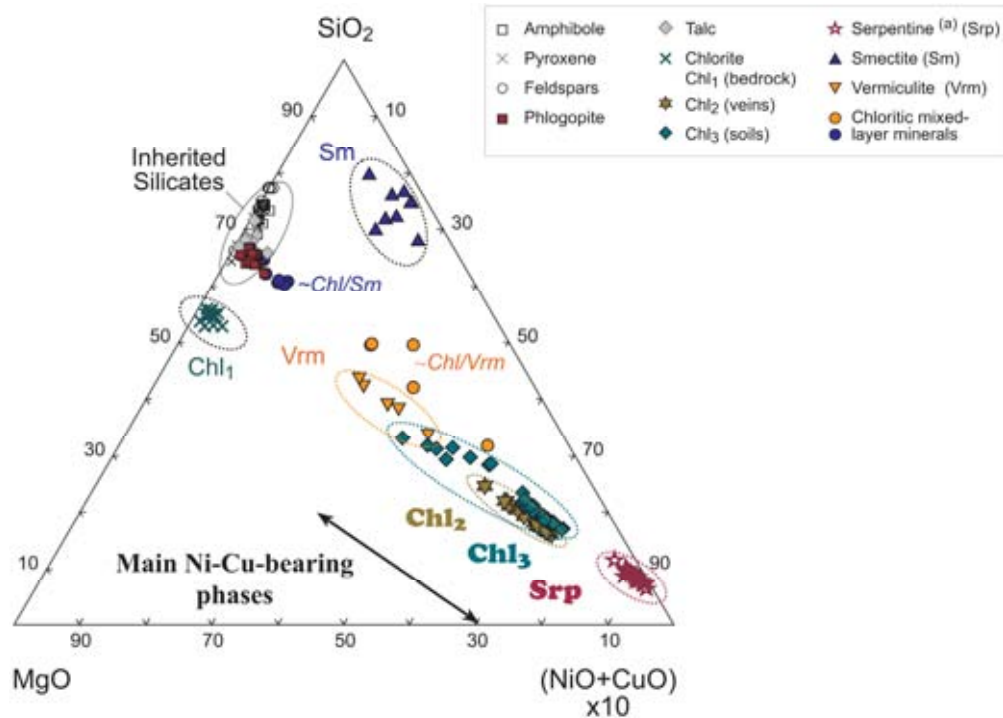 SiO2
Amphibole
Pyroxene
Feldspars
Phlogopite
Talc
Chlorite
Chl1 (bedrock)
Chl2 (veins)
Chl3 (soils)
Serpentine (a) (Srp)
Smectite (Sm)
Vermiculite (Vrm)
Chloritic mixed-
layer minerals
90
10
Inherited
Silicates
Sm
70
30
~Chl/Sm
50
50
Chl1
Vrm
~Chl/Vrm
30
70
Chl2
Chl3
10
Main Ni-Cu-bearing
phases
Srp
90
90
70
50
30
10
MgO
(NiO+CuO)
x10